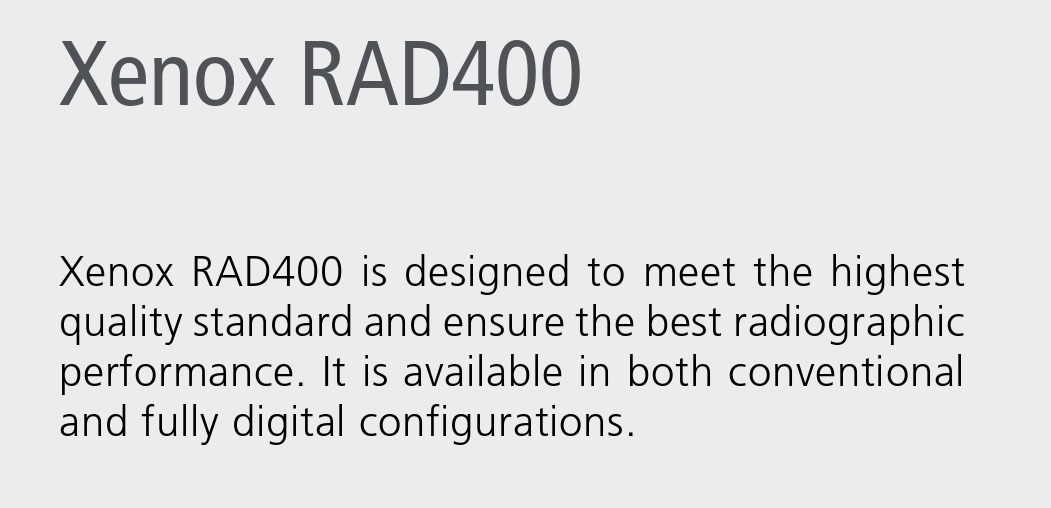 Xenox RAD400
Xenox RAD400 is designed to meet the highest
quality standard and ensure the best radiographic
performance. It is available in both conventional
and fully digital configurations.